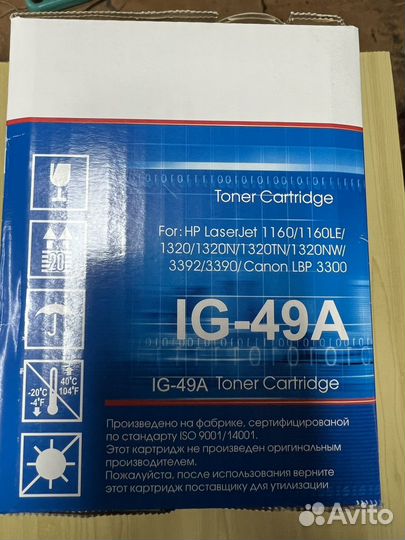 Toner Cartridge
For: HP LaserJet 1160/1160LE/
1320/1320N/1320TN/1320NW/
3392/3390/Canon LBP 3300
IG-49A
IG-49A Toner Cartridge
20
-20°C
-4°F
40°C
104°F
Произведено на фабрике, сертифицированой
по стандарту ISO 9001/14001.
Этот картридж не произведен оригинальным
производителем.
Пожалуйста, после использования верните
этот картридж поставщику для утилизации
Avito